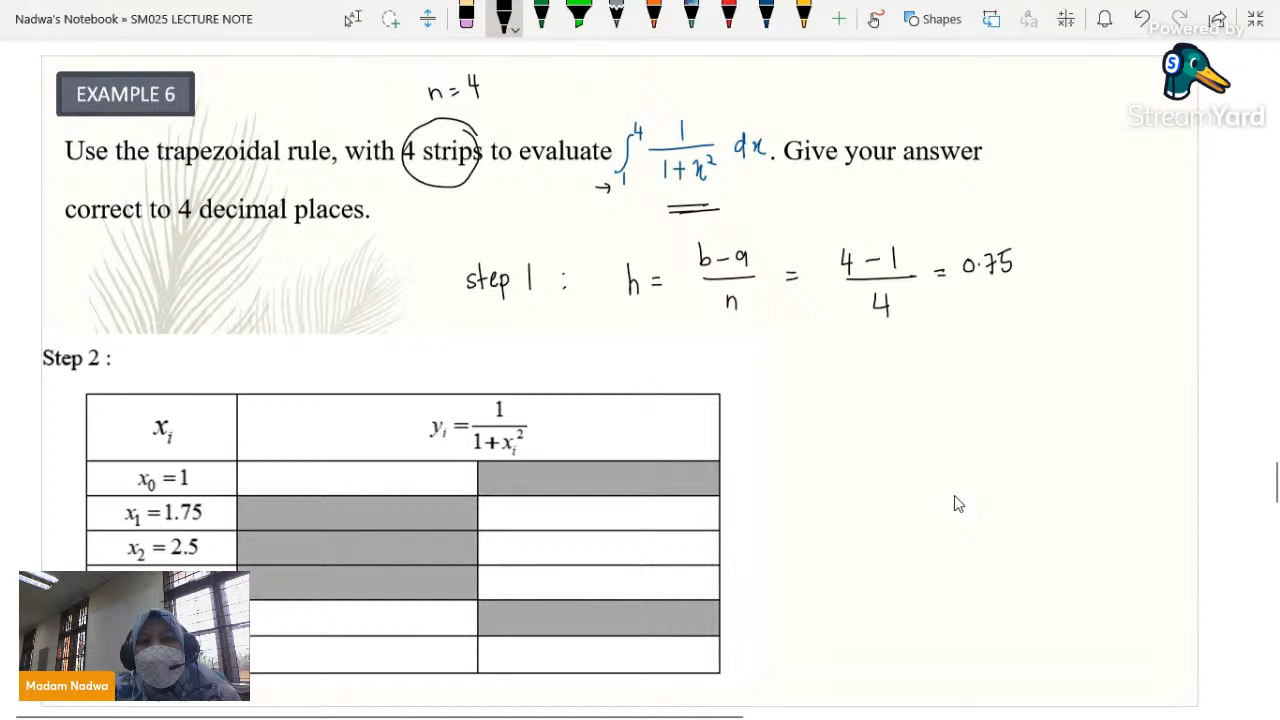 Nadwa's Notebook » SM025 LECTURE NOTE
Shapes
Powered by
StreamYard
EXAMPLE 6
n = 4
Use the trapezoidal rule, with 4 strips to evaluate ∫₁⁴ 1/(1+x²) dx. Give your answer
correct to 4 decimal places.
step 1 : h = (b-a)/n = (4-1)/4 = 0.75
Step 2 :
xᵢ yᵢ = 1/(1+xᵢ²)
x₀ = 1
x₁ = 1.75
x₂ = 2.5
Madam Nadwa